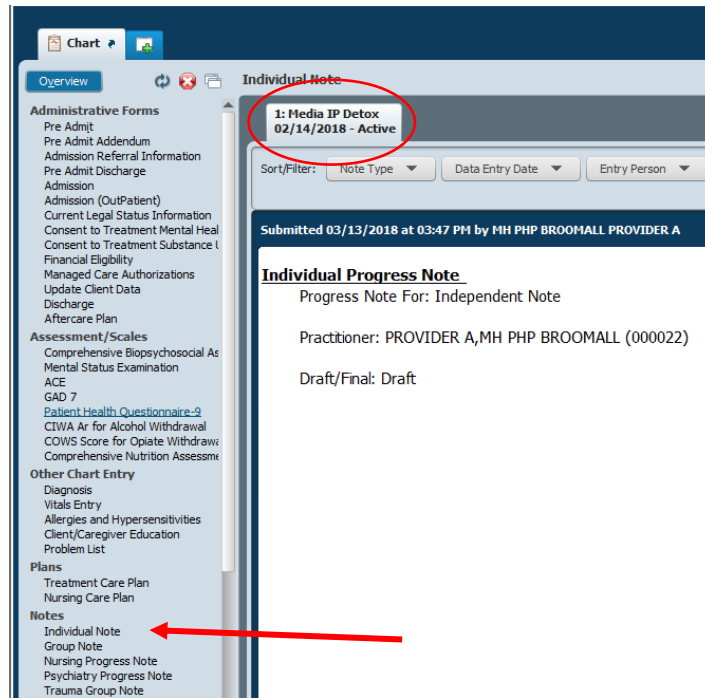 Chart
Overview
Individual Note
Administrative Forms
Pre Admit
Pre Admit Addendum
Admission Referral Information
Pre Admit Discharge
Admission
Admission (OutPatient)
Current Legal Status Information
Consent to Treatment Mental Heal
Consent to Treatment Substance
Financial Eligibility
Managed Care Authorizations
Update Client Data
Discharge
Aftercare Plan
Assessment/Scales
Comprehensive Biopsychosocial As
Mental Status Examination
ACE
GAD 7
Patient Health Questionnaire-9
CIWA Ar for Alcohol Withdrawal
COWS Score for Opiate Withdrawa
Comprehensive Nutrition Assessme
Other Chart Entry
Diagnosis
Vitals Entry
Allergies and Hypersensitivities
Client/Caregiver Education
Problem List
Plans
Treatment Care Plan
Nursing Care Plan
Notes
Individual Note
Group Note
Nursing Progress Note
Psychiatry Progress Note
Trauma Group Note
1: Media IP Detox
02/14/2018 - Active
Sort/Filter: Note Type Data Entry Date Entry Person
Submitted 03/13/2018 at 03:47 PM by MH PHP BROOMALL PROVIDER A
Individual Progress Note
Progress Note For: Independent Note
Practitioner: PROVIDER A,MH PHP BROOMALL (000022)
Draft/Final: Draft